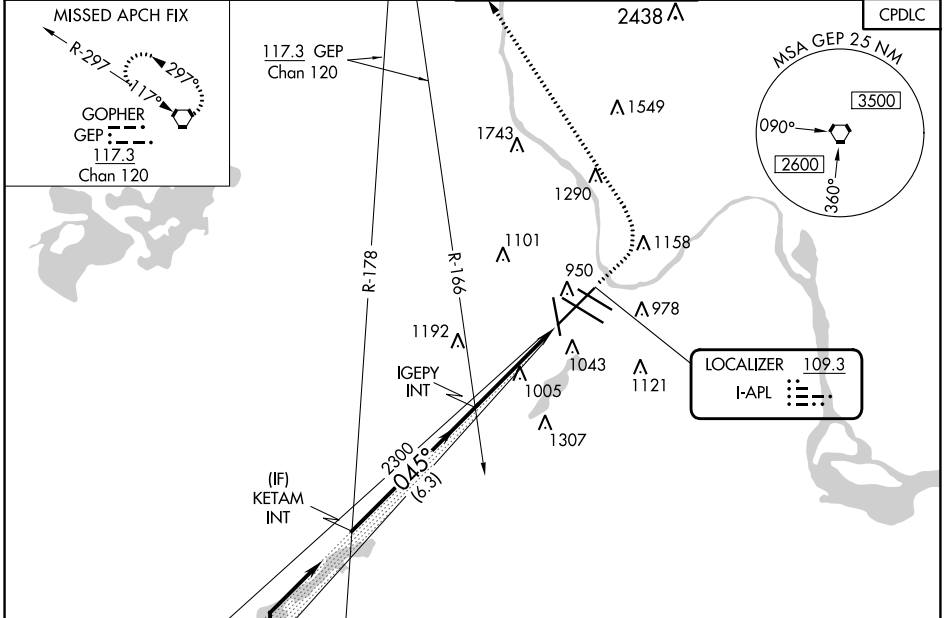 MISSED APCH FIX
R-297
297°
117°
GOPHER
GEP
117.3
Chan 120
117.3 GEP
Chan 120
2438
CPDLC
MSA GEP 25 NM
3500
090°
2600
360°
1549
1743
1290
1158
1101
R-178
R-166
950
978
1192
1043
LOCALIZER 109.3
I-APL
IGEPY
INT
1005
1121
1307
2300
045°
(6.3)
(IF)
KETAM
INT